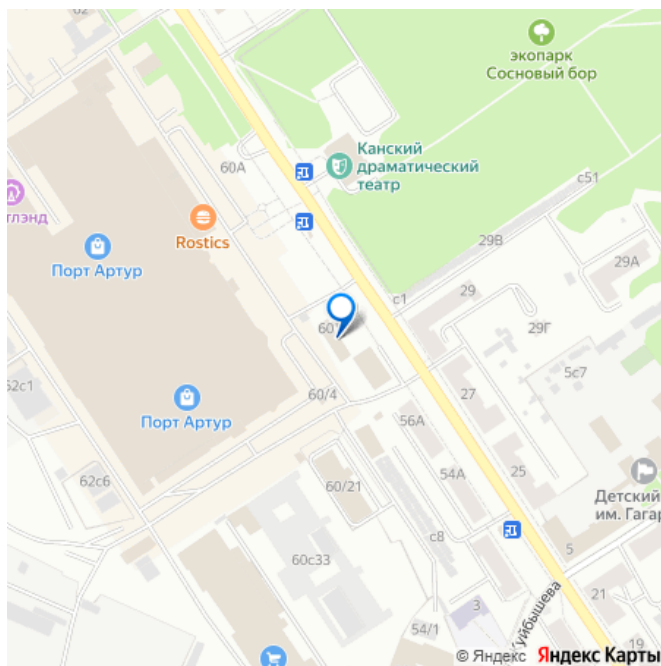 62
экопарк
Сосновый бор
60А
Канский
драматический
театр
с51
тлэнд
Rostics
29В
29А
Порт Артур
с1
29
29Г
60
62с1
60/4
5с7
27
Порт Артур
56А
62с6
60/21
54А
25
Детский
им. Гагар
с8
60с33
5
Куйбышева
3
21
54/1
19
© Яндекс Яндекс Карты